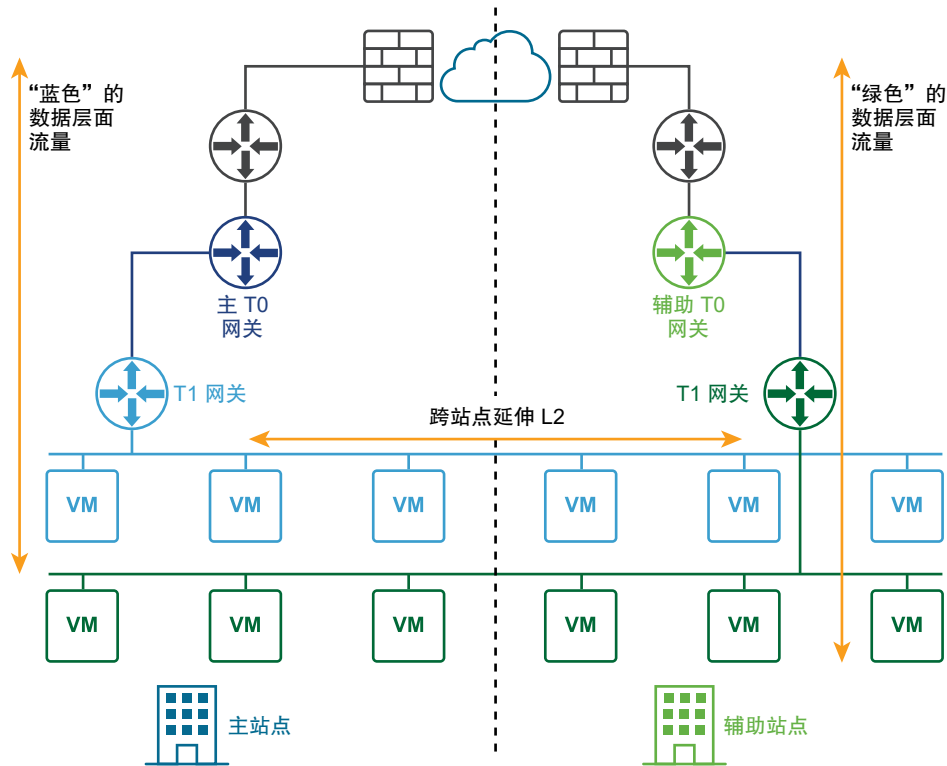 “蓝色”的
数据层面
流量
“绿色”的
数据层面
流量
主 T0
网关
辅助 T0
网关
T1 网关
T1 网关
跨站点延伸 L2
VM
VM
VM
VM
VM
VM
VM
VM
VM
VM
VM
VM
主站点
辅助站点